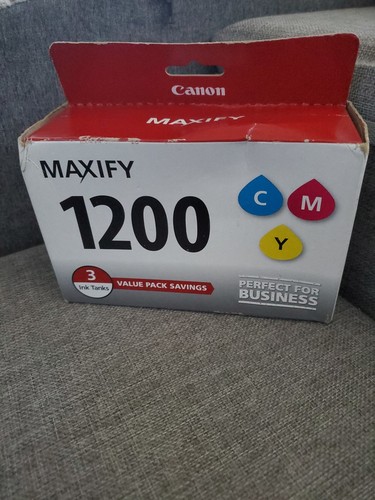 Canon
MAXIFY
MAXIFY
1200
C
M
Y
3
Ink Tanks
VALUE PACK SAVINGS
PERFECT FOR
BUSINESS